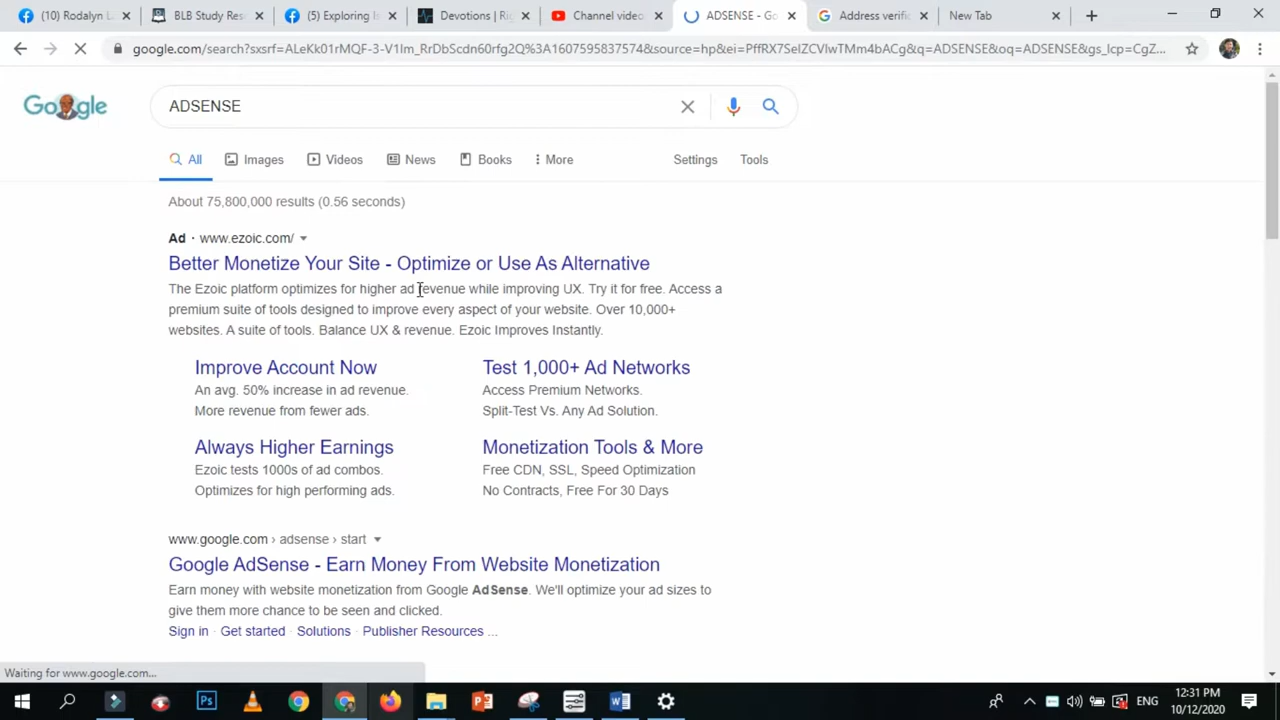 (10) Rodalyn L
BLB Study Res
(5) Exploring Is
Devotions | Ri
Channel video
ADSENSE - Go
Address verifi
New Tab
google.com/search?sxsrf=ALeKk01rMQF-3-V1Im_RrDbScdn60rfg2Q%3A1607595837574&source=hp&ei=PffRX7SeIZCVlwTMm4bACg&q=ADSENSE&oq=ADSENSE&gs_lcp=CgZ...
Google
ADSENSE
All
Images
Videos
News
Books
More
Settings
Tools
About 75,800,000 results (0.56 seconds)
Ad · www.ezoic.com/
Better Monetize Your Site - Optimize or Use As Alternative
The Ezoic platform optimizes for higher ad revenue while improving UX. Try it for free. Access a
premium suite of tools designed to improve every aspect of your website. Over 10,000+
websites. A suite of tools. Balance UX & revenue. Ezoic Improves Instantly.
Improve Account Now
An avg. 50% increase in ad revenue.
More revenue from fewer ads.
Test 1,000+ Ad Networks
Access Premium Networks.
Split-Test Vs. Any Ad Solution.
Always Higher Earnings
Ezoic tests 1000s of ad combos.
Optimizes for high performing ads.
Monetization Tools & More
Free CDN, SSL, Speed Optimization
No Contracts, Free For 30 Days
www.google.com › adsense › start
Google AdSense - Earn Money From Website Monetization
Earn money with website monetization from Google AdSense. We'll optimize your ad sizes to
give them more chance to be seen and clicked.
Sign in · Get started · Solutions · Publisher Resources ...
Waiting for www.google.com...
ENG
12:31 PM
10/12/2020